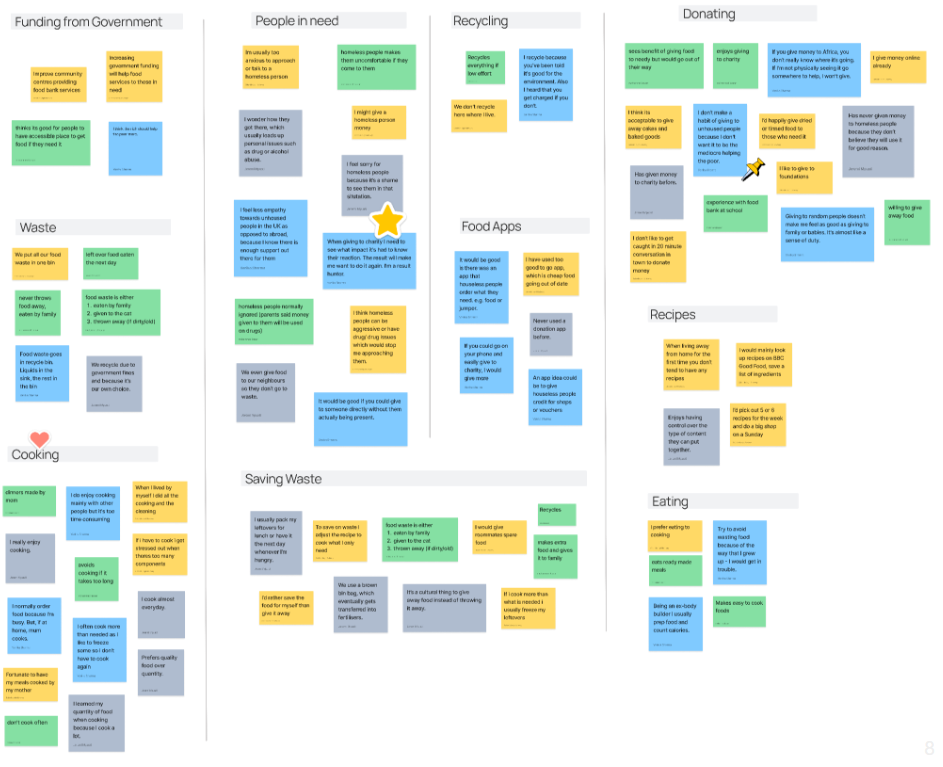 Funding from Government
Improve community
centres providing
food bank services
Increasing
government funding
will help food
services to those in
need
thinks its good for people to
have accessible place to get
food if they need it
Waste
We put all our food
waste in one bin
left over food eaten
the next day
never throws
food away,
eaten by family
food waste is either
1. eaten by family
2. given to the cat
3. thrown away (if dirty/old)
Food waste goes
in recycle bin.
Liquids in the
sink, the rest in
the bin
We recycle due to
government fines
and because it's
our own choice.
Cooking
dinners made by
mom
I do enjoy cooking
mainly with other
people but it's too
time consuming
When I lived by
myself I did all the
cooking and the
cleaning
I really enjoy
cooking.
avoids
cooking if it
takes too long
If I have to cook I get
stressed out when
theres too many
components
I normally order
food because I'm
busy. But, if at
home, mum
cooks.
I often cook more
than needed as I
like to freeze
some so I don't
have to cook
again
I cook almost
everyday.
Prefers quality
food over
quantity.
Fortunate to have
my meals cooked by
my mother
I learned my
quantity of food
when cooking
because I cook a
lot.
don't cook often
People in need
I'm usually too
anxious to approach
or talk to a
homeless person
homeless people makes
them uncomfortable if they
come to them
I wonder how
they got there, which
usually leads up
personal issues such
as drug or alcohol
abuse.
I might give a
homeless person
money
I feel sorry for
homeless people
because it's a shame
to see them in that
situation.
I feel less empathy
towards unhoused
people in the UK as
opposed to abroad,
because I know there is
enough support out
there for them
When giving to charity I need to
see what impact it's had to know
their reaction. The result will make
me want to do it again. I'm a result
hunter
homeless people normally
ignored (parents said money
given to them will be used
on drugs)
I think homeless
people can be
aggressive or have
drug/ drug issues
which would stop
me approaching
them.
We even give food
to our neighbours
so they don't go to
waste.
It would be good if you could give
to someone directly without them
actually being present.
Recycling
Recycles
everything if
low effort
I recycle because
you've been told
it's good for the
environment. Also
I heard that you
get charged if you
don't.
We don't recycle
here where I live.
Food Apps
It would be good
is there was an
app that
houseless people
order what they
need. e.g. food or
jumper.
I have used too
good to go app,
which is cheap food
going out of date
Never used a
donation app
before.
If you could go on
your phone and
easily give to
charity, I would
give more
An app idea could be
to give houseless people
credit for shops
or vouchers
Saving Waste
I usually pack my
leftovers for
lunch or have it
the next day
whenever I'm
hungry.
To save on waste I
adjust the recipe to
cook what I only
need
food waste is either
1. eaten by family
2. given to the cat
3. thrown away (if dirty/old)
I would give
roommates spare
food
Recycles
makes extra
food and gives
it to family
I'd rather save the
food for myself than
give it away
We use a brown
bin bag, which
eventually gets
transferred into
fertilisers.
It's a cultural thing to give
away food instead of throwing
it away.
If I cook more than
what is needed I
usually freeze my
leftovers
Donating
sees benefit of giving food
to needy but would go out of
their way
enjoys giving
to charity
If you give money to Africa, you
don't really know where it's going.
If I'm not physically seeing it go
somewhere to help, I won't give.
I give money online
already
I think its
acceptable to give
away cakes and
baked goods
I don't make a
habit of giving to
unhoused people
because I don't
want it to be the
mediocre helping
the poor.
I'd happily give dried
or tinned food to
those who need it
Has never given money
to homeless people
because they don't
believe they will use it
for good reason.
Has given money
to charity before.
I like to give to
foundations
experience with food
bank at school
Giving to random people doesn't
make me feel as good as giving to
family or babies. It's almost like a
sense of duty.
willing to give
away food
I don't like to get
caught in 20 minute
conversation in
town to donate
money
Recipes
When living away
from home for the
first time you don't
tend to have any
recipes
I would mainly look
up recipes on BBC
Good Food, save a
list of ingredients
Enjoys having
control over the
type of content
they can put
together.
I'd pick out 5 or 6
recipes for the week
and do a big shop
on a Sunday
Eating
I prefer eating to
cooking
Try to avoid
wasting food
because of the
way that I grew
up - I would get in
trouble.
eats ready made
meals
Being an ex-body
builder I usually
prep food and
count calories.
Makes easy to cook
foods
8